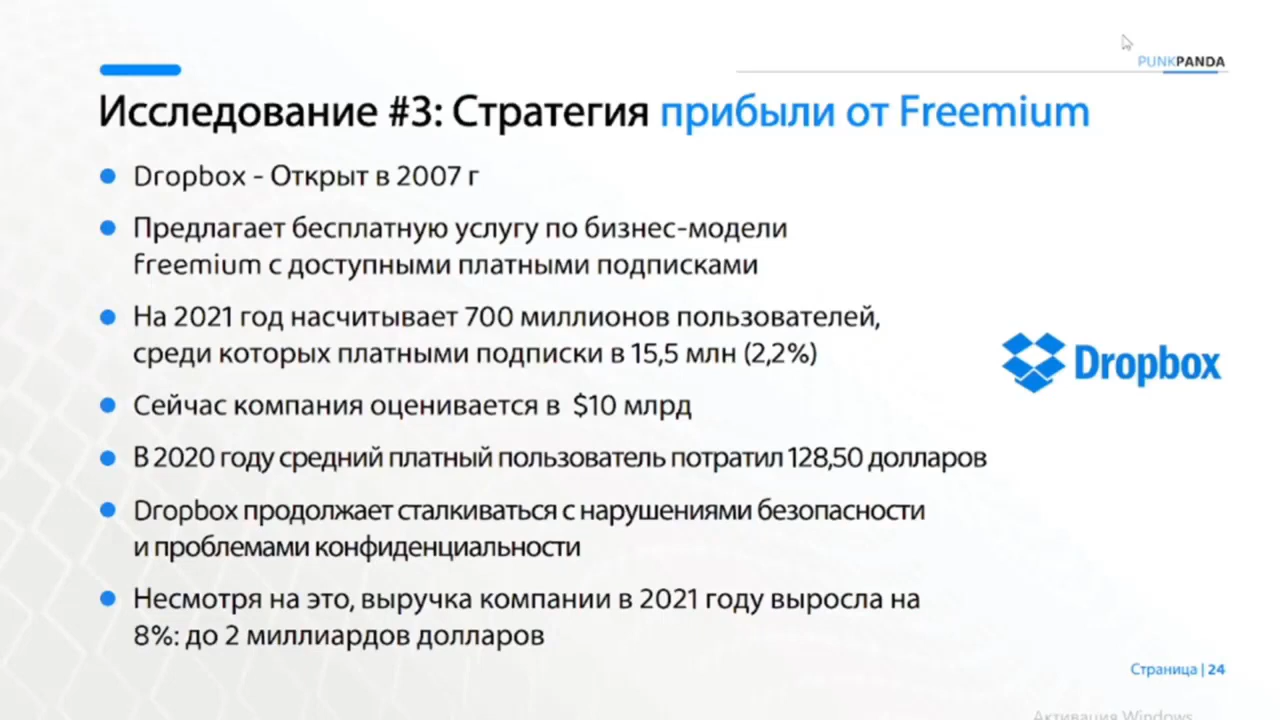 PUNKPANDA
Исследование #3: Стратегия прибыли от Freemium
Dropbox - Открыт в 2007 г
Предлагает бесплатную услугу по бизнес-модели
freemium с доступными платными подписками
На 2021 год насчитывает 700 миллионов пользователей,
среди которых платными подписки в 15,5 млн (2,2%)
Сейчас компания оценивается в $10 млрд
Dropbox
В 2020 году средний платный пользователь потратил 128,50 долларов
Dropbox продолжает сталкиваться с нарушениями безопасности
и проблемами конфиденциальности
Несмотря на это, выручка компании в 2021 году выросла на
8%: до 2 миллиардов долларов
Страница | 24
Активация Windows